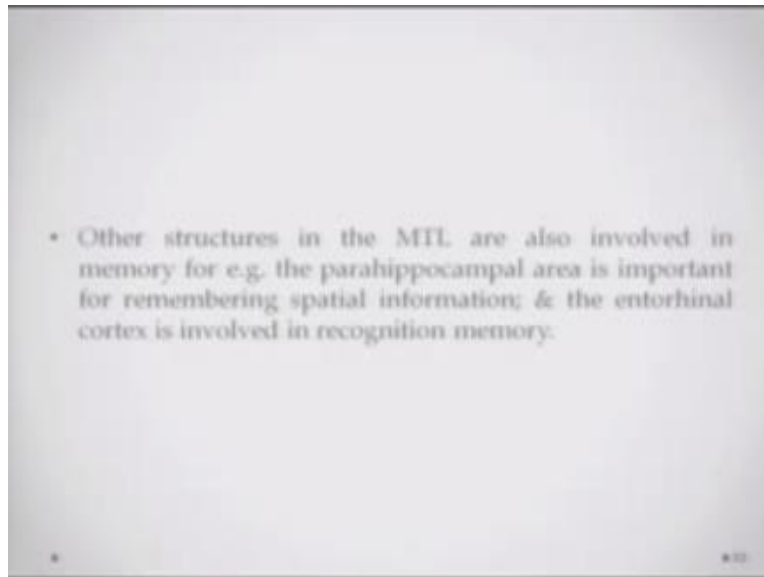 • Other structures in the MTL are also involved in
memory for e.g. the parahippocampal area is important
for remembering spatial information; & the entorhinal
cortex is involved in recognition memory.